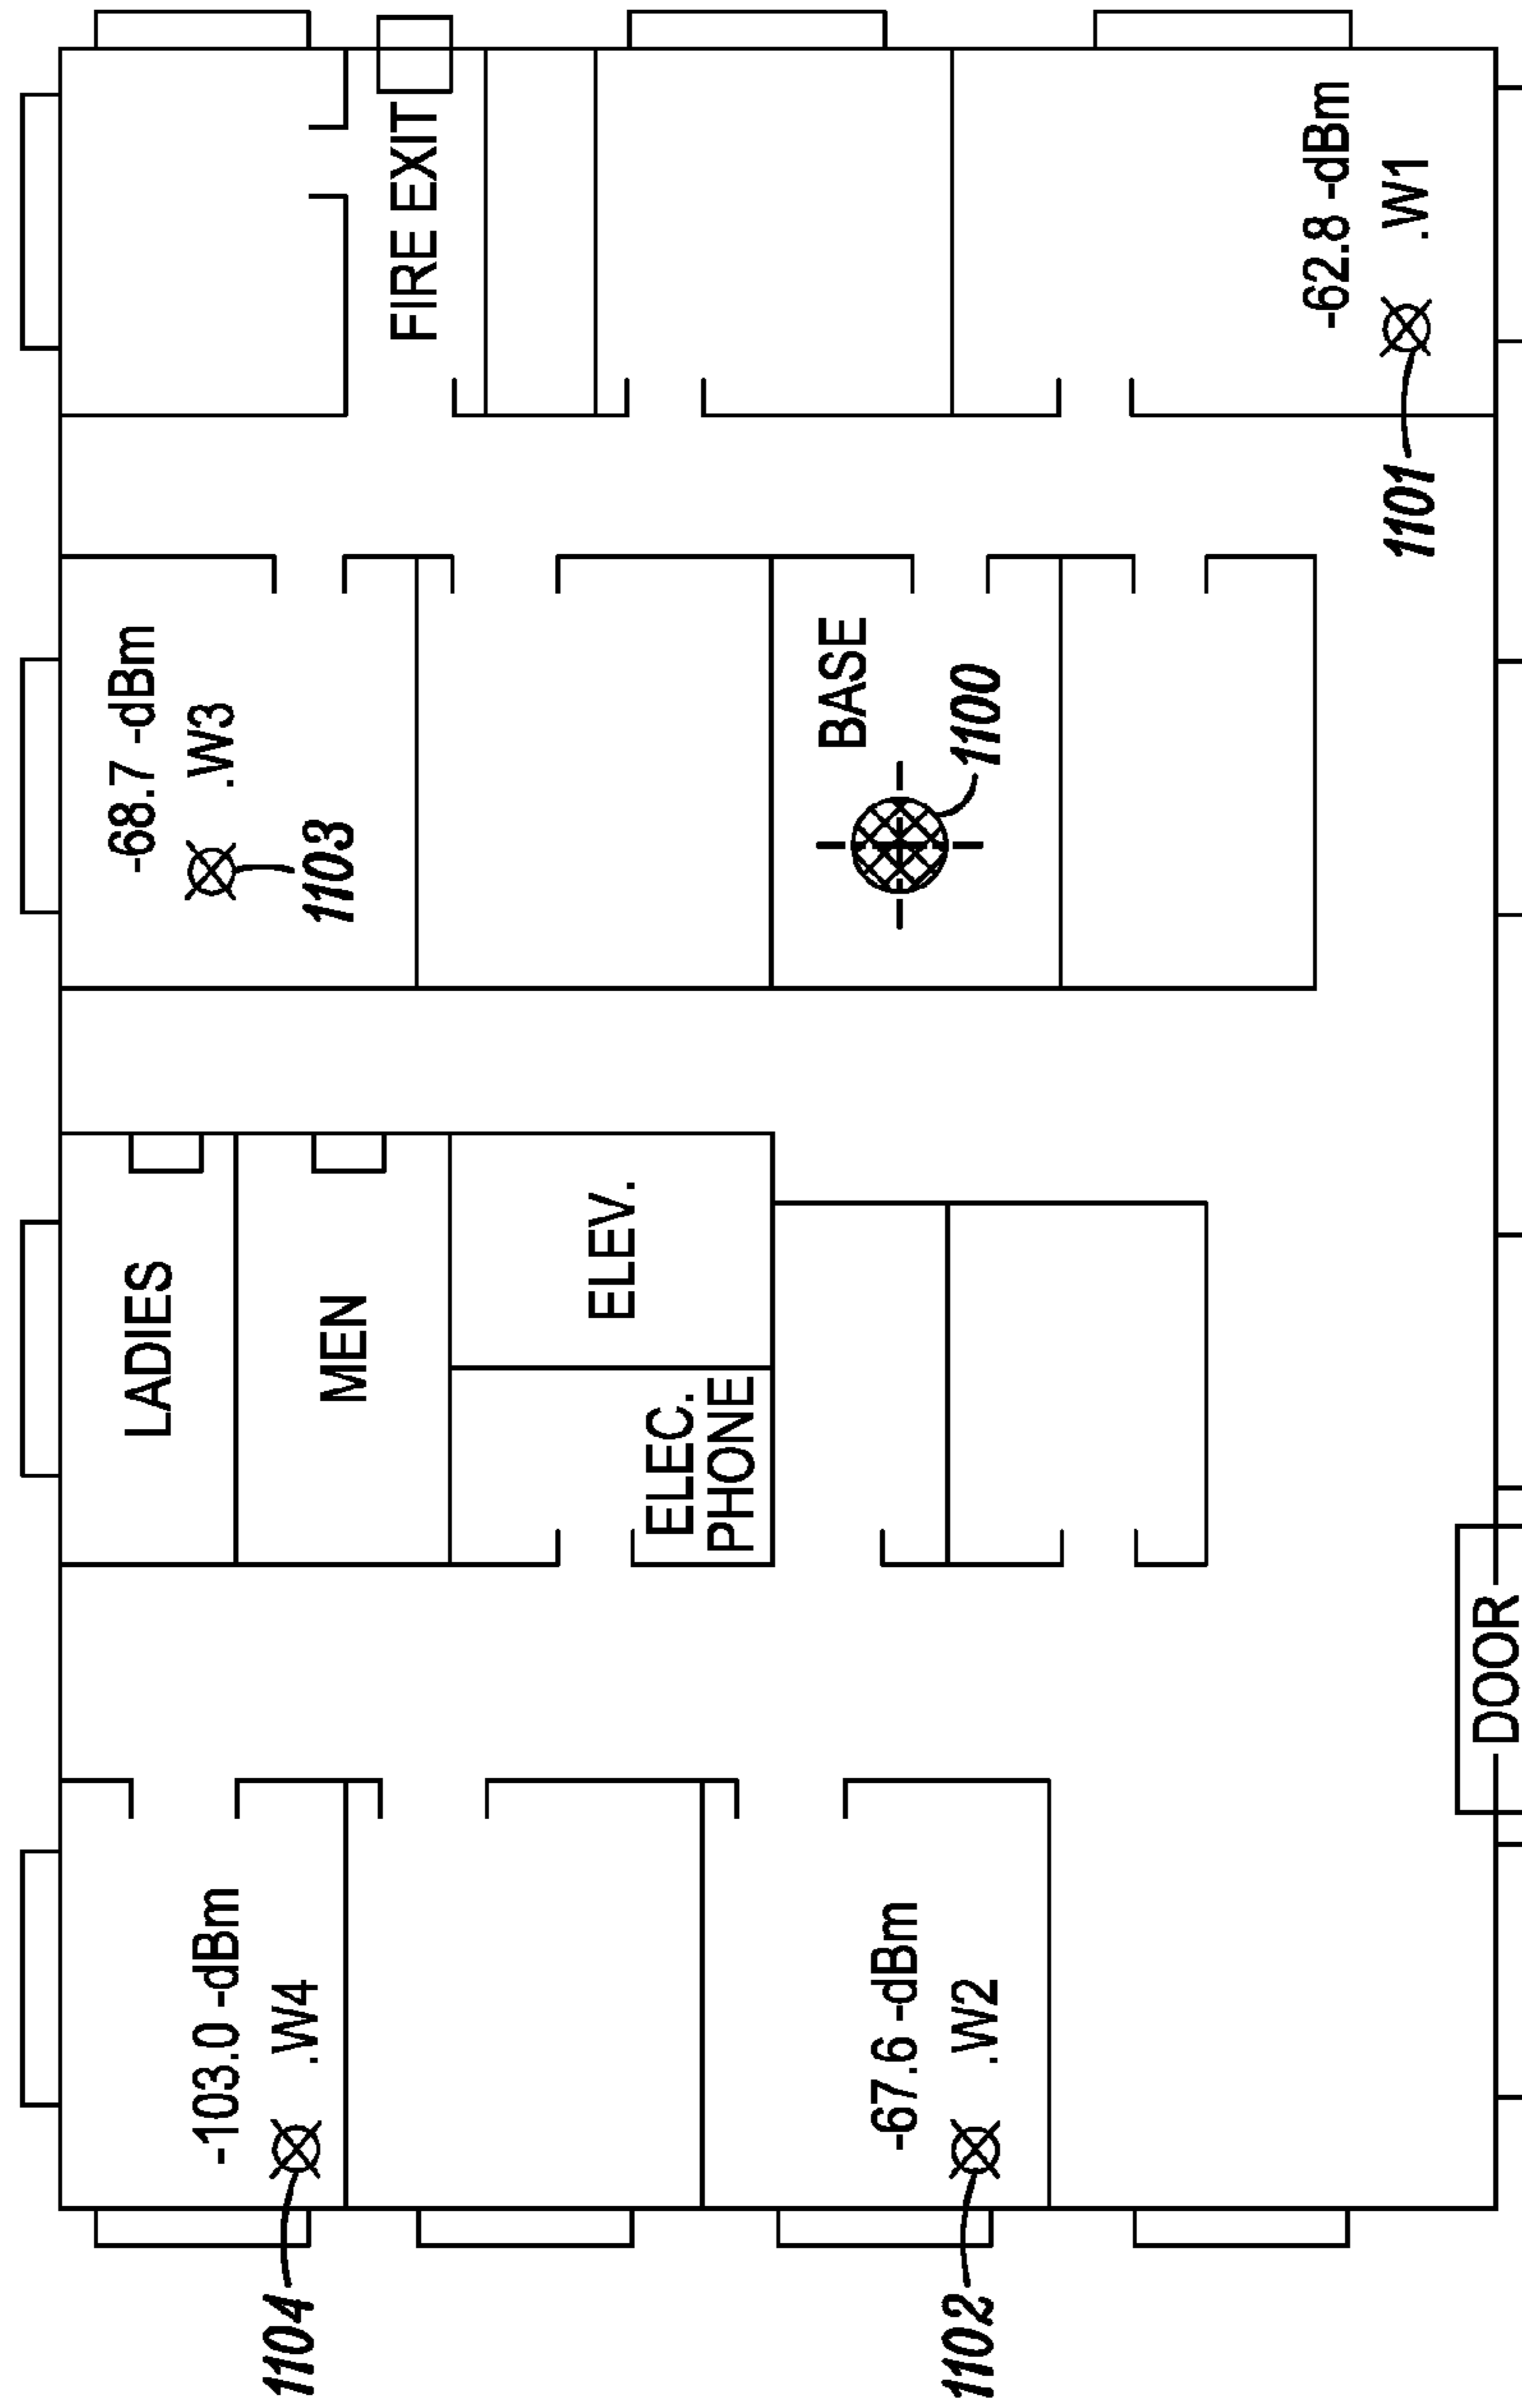 -103.0 -dBm
.W4
1104
LADIES
MEN
-68.7 -dBm
.W3
1103
FIRE EXIT
ELEV.
ELEC.
PHONE
-67.6 -dBm
.W2
1102
BASE
1100
-62.8 -dBm
.W1
1101
DOOR